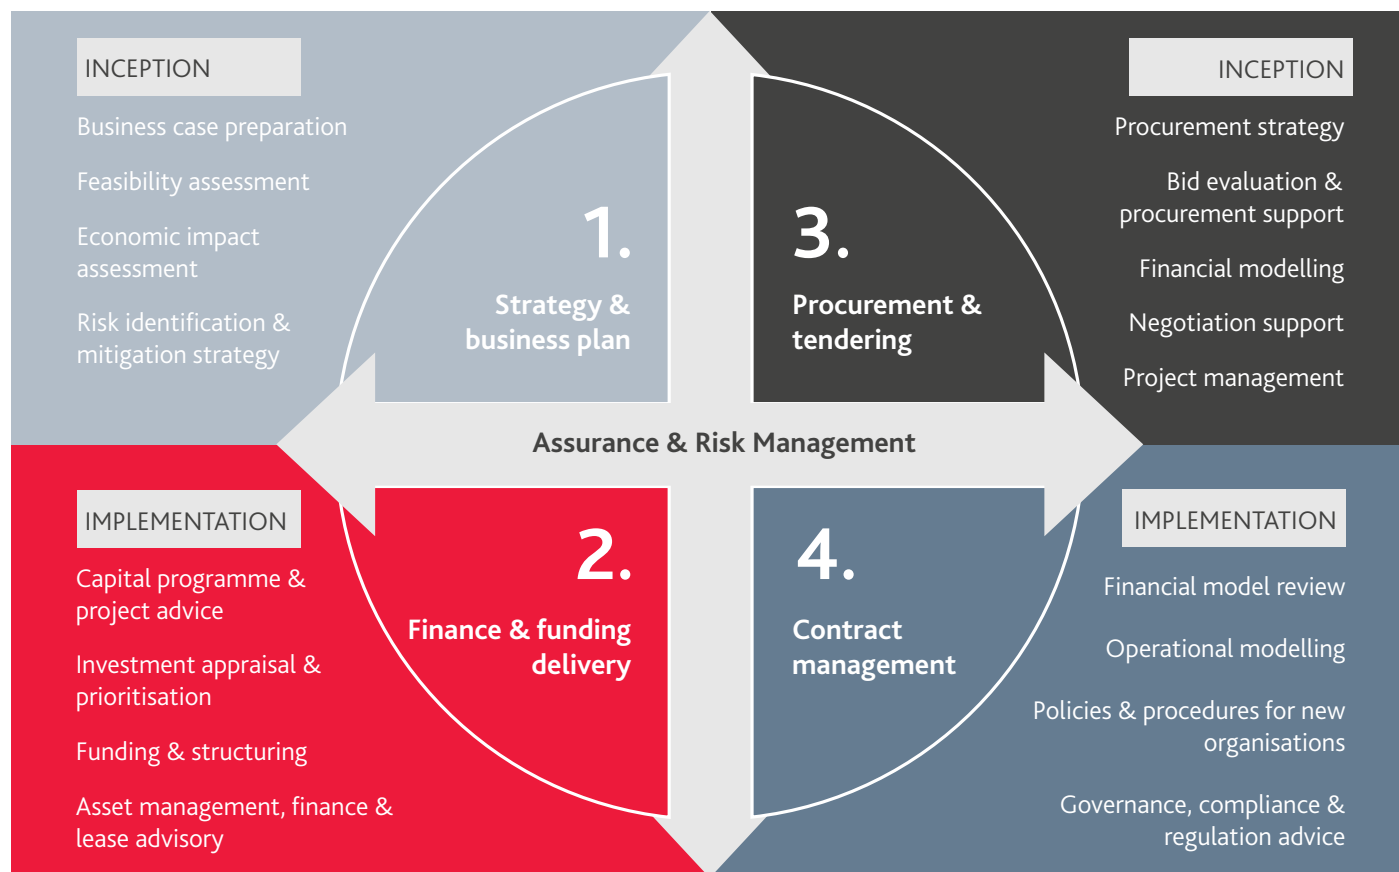 INCEPTION
Business case preparation
Feasibility assessment
Economic impact
assessment
Risk identification &
mitigation strategy
1.
Strategy &
business plan
3.
Procurement &
tendering
INCEPTION
Procurement strategy
Bid evaluation &
procurement support
Financial modelling
Negotiation support
Project management
Assurance & Risk Management
IMPLEMENTATION
Capital programme &
project advice
Investment appraisal &
prioritisation
Funding & structuring
Asset management, finance &
lease advisory
2.
Finance & funding
delivery
4.
Contract
management
IMPLEMENTATION
Financial model review
Operational modelling
Policies & procedures for new
organisations
Governance, compliance &
regulation advice